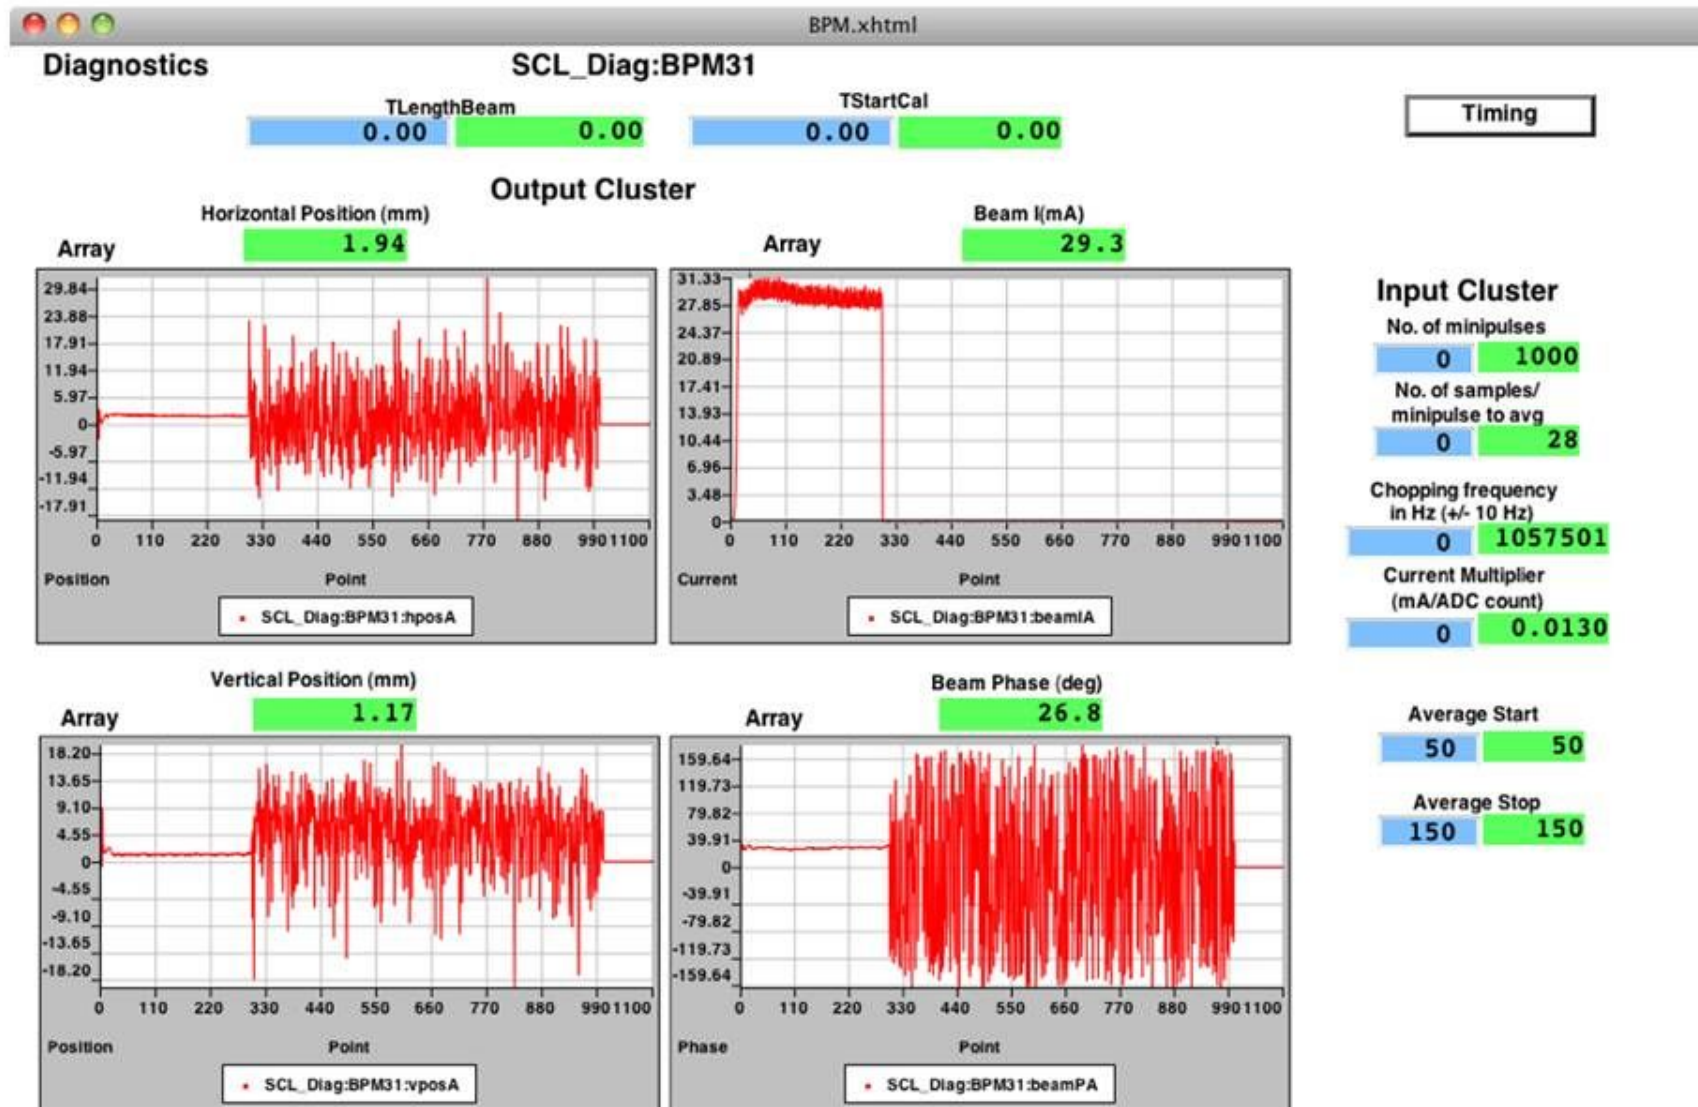 BPM.xhtml
Diagnostics
SCL_Diag:BPM31
TLengthBeam
0.00 0.00
TStartCal
0.00 0.00
Timing
Output Cluster
Horizontal Position (mm)
Array
1.94
29.84
23.88
17.91
11.94
5.97
0
-5.97
-11.94
-17.91
0 110 220 330 440 550 660 770 880 990 1100
Position Point
SCL_Diag:BPM31:hposA
Beam I(mA)
Array
29.3
31.33
27.85
24.37
20.89
17.41
13.93
10.44
6.96
3.48
0
0 110 220 330 440 550 660 770 880 990 1100
Current Point
SCL_Diag:BPM31:beamIA
Input Cluster
No. of minipulses
0 1000
No. of samples/
minipulse to avg
0 28
Chopping frequency
in Hz (+/- 10 Hz)
0 1057501
Current Multiplier
(mA/ADC count)
0 0.0130
Vertical Position (mm)
Array
1.17
18.20
13.65
9.10
4.55
0
-4.55
-9.10
-13.65
-18.20
0 110 220 330 440 550 660 770 880 990 1100
Position Point
SCL_Diag:BPM31:vposA
Beam Phase (deg)
Array
26.8
159.64
119.73
79.82
39.91
0
-39.91
-79.82
-119.73
-159.64
0 110 220 330 440 550 660 770 880 990 1100
Phase Point
SCL_Diag:BPM31:beamPA
Average Start
50 50
Average Stop
150 150